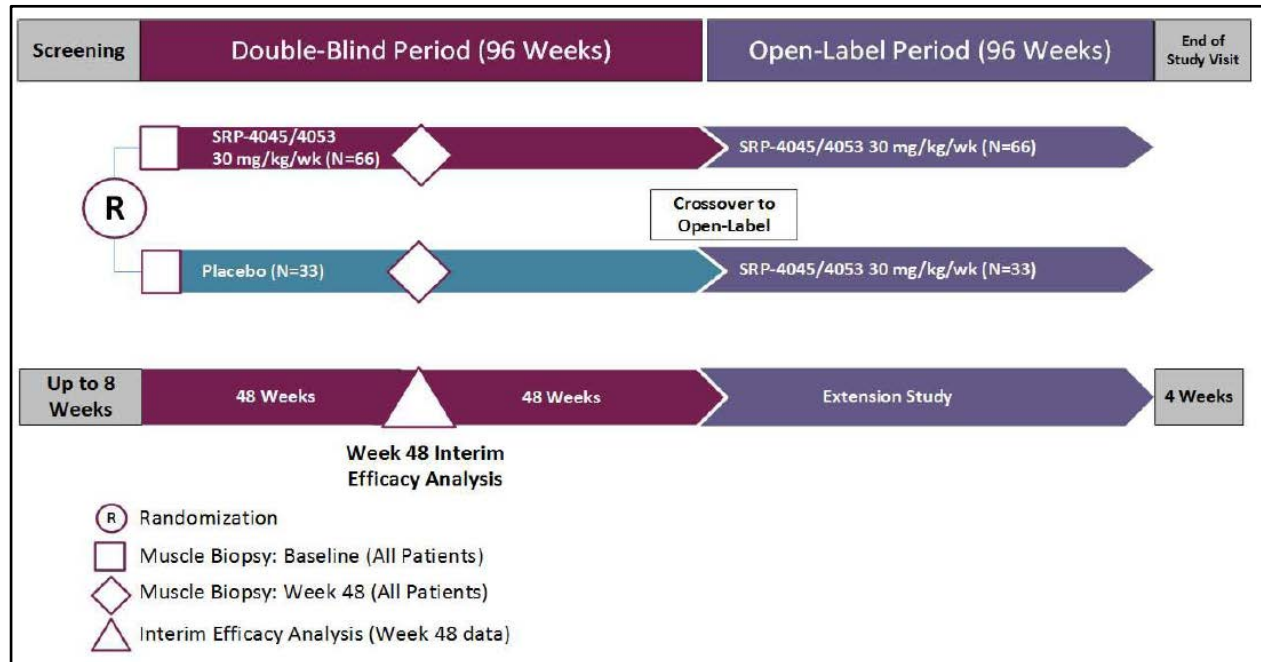 Screening
Double-Blind Period (96 Weeks)
Open-Label Period (96 Weeks)
End of
Study Visit
SRP-4045/4053
30 mg/kg/wk (N=66)
SRP-4045/4053 30 mg/kg/wk (N=66)
R
Crossover to
Open-Label
Placebo (N=33)
SRP-4045/4053 30 mg/kg/wk (N=33)
Up to 8
Weeks
48 Weeks
48 Weeks
Extension Study
4 Weeks
Week 48 Interim
Efficacy Analysis
R Randomization
Muscle Biopsy: Baseline (All Patients)
Muscle Biopsy: Week 48 (All Patients)
Interim Efficacy Analysis (Week 48 data)